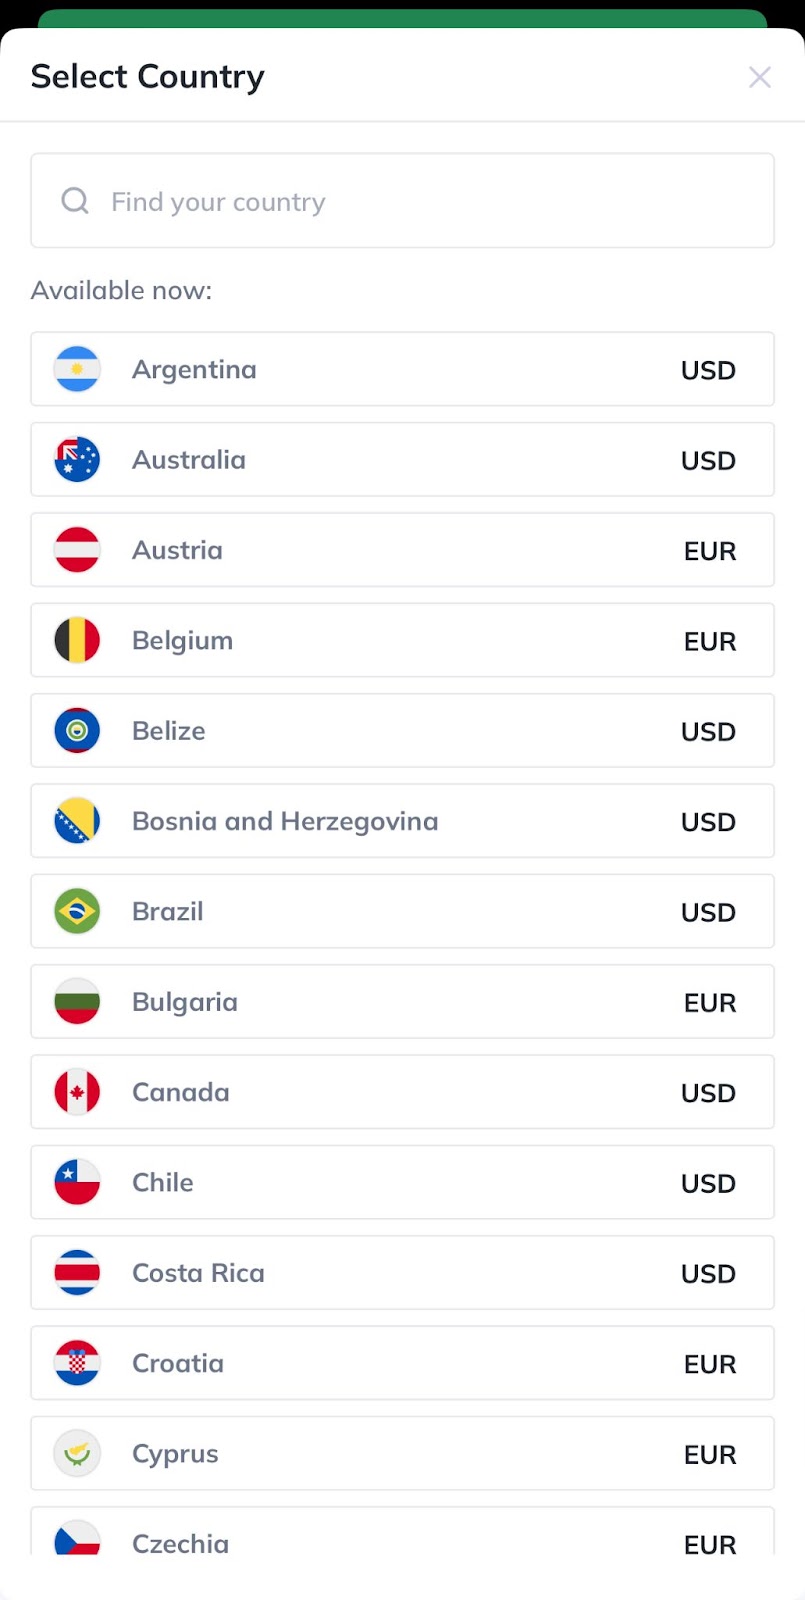 Select Country
Find your country
Available now:
Argentina USD
Australia USD
Austria EUR
Belgium EUR
Belize USD
Bosnia and Herzegovina USD
Brazil USD
Bulgaria EUR
Canada USD
Chile USD
Costa Rica USD
Croatia EUR
Cyprus EUR
Czechia EUR